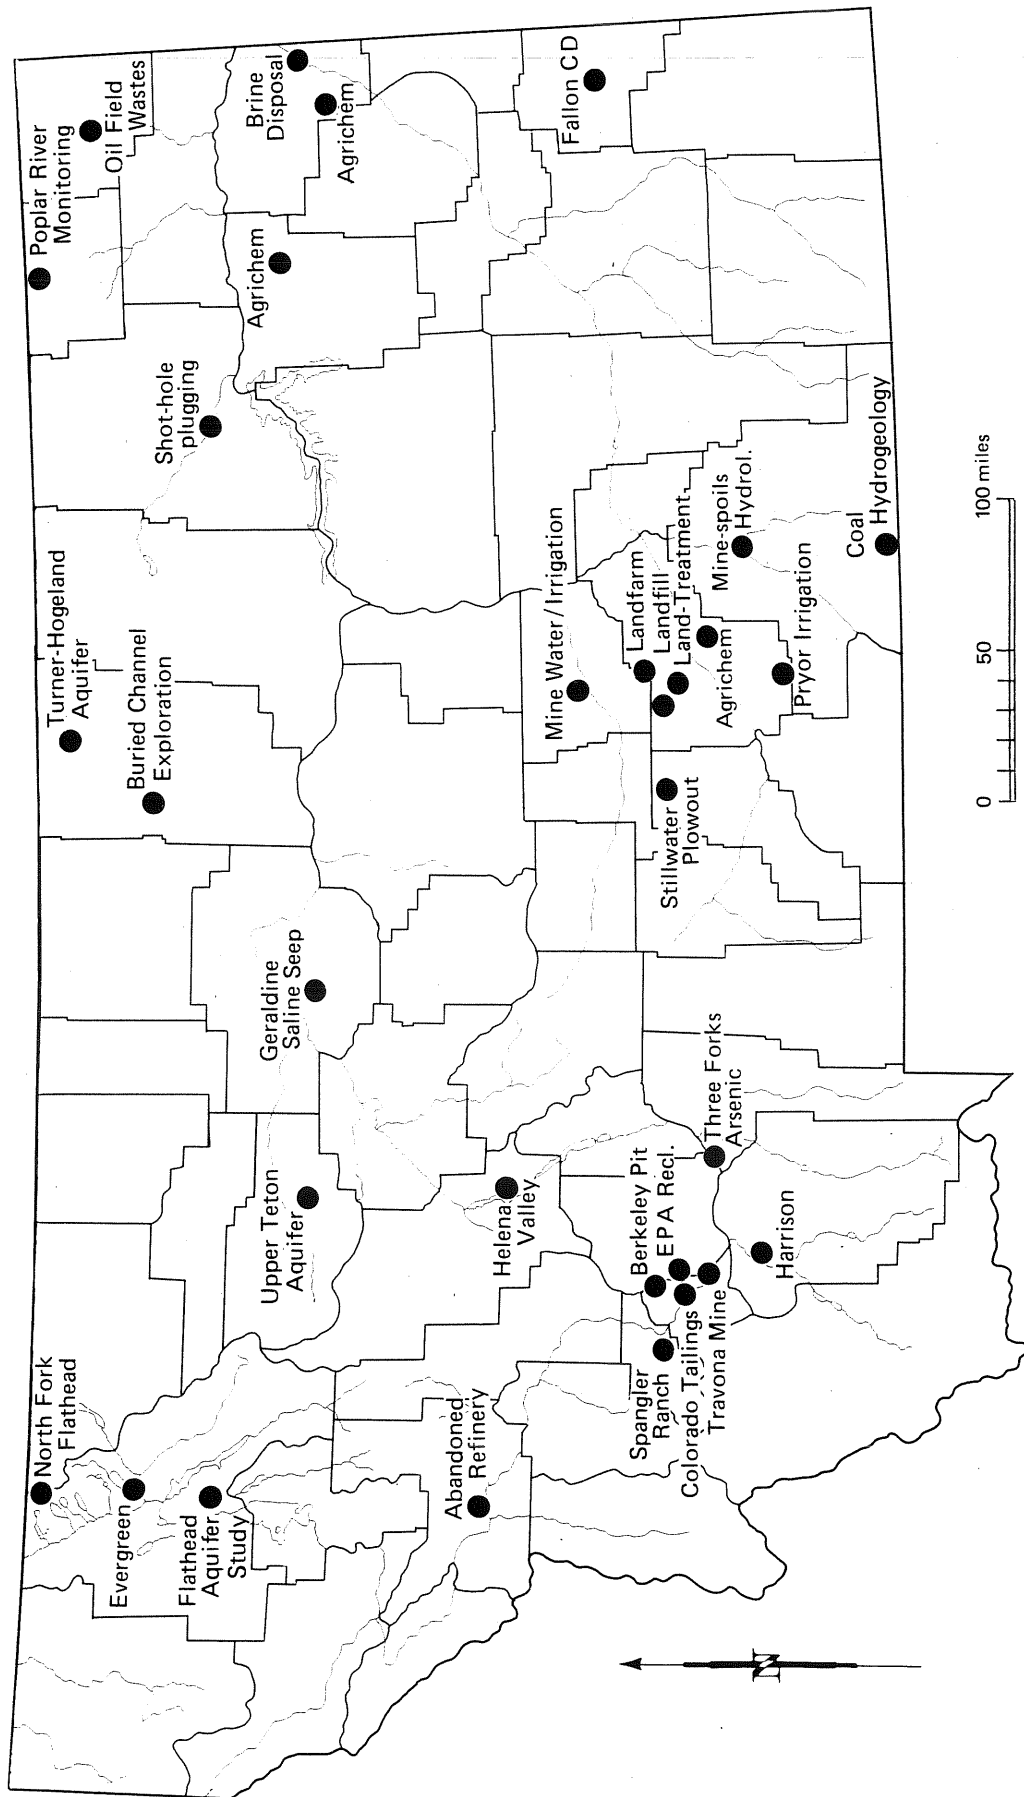 North Fork
Flathead
Evergreen
Flathead
Aquifer
Study
Abandoned
Refinery
Spangler
Ranch
Colorado Tailings
Travona Mine
Berkeley Pit
EPA Recl.
Harrison
Three Forks
Arsenic
Helena
Valley
Upper Teton
Aquifer
Geraldine
Saline Seep
Turner-Hogeland
Aquifer
Buried Channel
Exploration
Stillwater
Plowout
Mine Water/Irrigation
Landfarm
Landfill
Land-Treatment
Agrichem
Pryor Irrigation
Mine-spoils
Hydrol.
Coal
Hydrogeology
Shot-hole
plugging
Poplar River
Monitoring
Oil Field
Wastes
Agrichem
Brine
Disposal
Agrichem
Fallon CD
N
0 50 100 miles